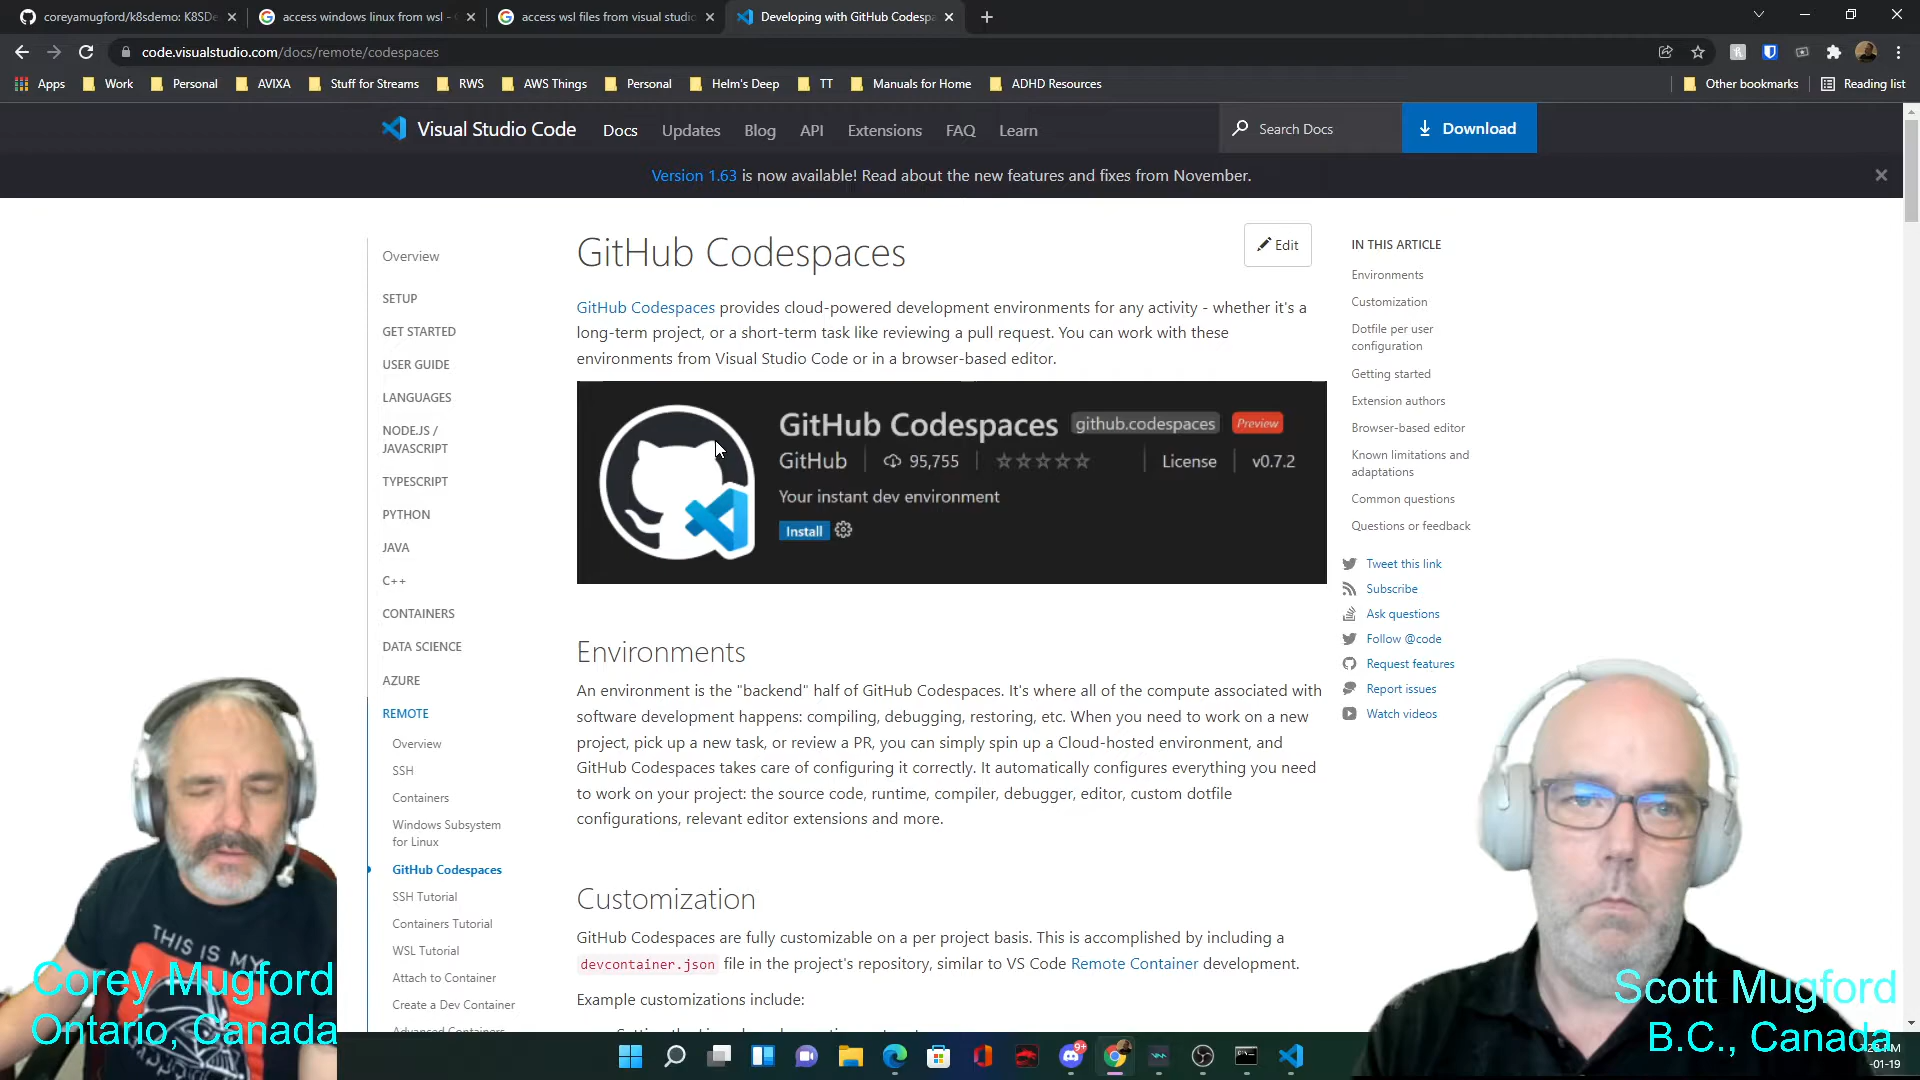 coreyamugford/k8sdemo: K8SDe
access windows linux from wsl -
access wsl files from visual studio
Developing with GitHub Codespa
code.visualstudio.com/docs/remote/codespaces
Apps
Work
Personal
AVIXA
Stuff for Streams
RWS
AWS Things
Personal
Helm's Deep
TT
Manuals for Home
ADHD Resources
Other bookmarks
Reading list
Visual Studio Code
Docs
Updates
Blog
API
Extensions
FAQ
Learn
Search Docs
Download
Version 1.63 is now available! Read about the new features and fixes from November.
Overview
SETUP
GET STARTED
USER GUIDE
LANGUAGES
NODE.JS /
JAVASCRIPT
TYPESCRIPT
PYTHON
JAVA
C++
CONTAINERS
DATA SCIENCE
AZURE
REMOTE
Overview
SSH
Containers
Windows Subsystem
for Linux
GitHub Codespaces
SSH Tutorial
Containers Tutorial
WSL Tutorial
Attach to Container
Create a Dev Container
Advanced Containers
GitHub Codespaces
Edit
GitHub Codespaces provides cloud-powered development environments for any activity - whether it's a
long-term project, or a short-term task like reviewing a pull request. You can work with these
environments from Visual Studio Code or in a browser-based editor.
GitHub Codespaces
github.codespaces
Preview
GitHub
95,755
License
v0.7.2
Your instant dev environment
Install
Environments
An environment is the "backend" half of GitHub Codespaces. It's where all of the compute associated with
software development happens: compiling, debugging, restoring, etc. When you need to work on a new
project, pick up a new task, or review a PR, you can simply spin up a Cloud-hosted environment, and
GitHub Codespaces takes care of configuring it correctly. It automatically configures everything you need
to work on your project: the source code, runtime, compiler, debugger, editor, custom dotfile
configurations, relevant editor extensions and more.
Customization
GitHub Codespaces are fully customizable on a per project basis. This is accomplished by including a
devcontainer.json file in the project's repository, similar to VS Code Remote Container development.
Example customizations include:
IN THIS ARTICLE
Environments
Customization
Dotfile per user
configuration
Getting started
Extension authors
Browser-based editor
Known limitations and
adaptations
Common questions
Questions or feedback
Tweet this link
Subscribe
Ask questions
Follow @code
Request features
Report issues
Watch videos
THIS IS MY
Corey Mugford
Ontario, Canada
Scott Mugford
B.C., Canada
9+
-01-19